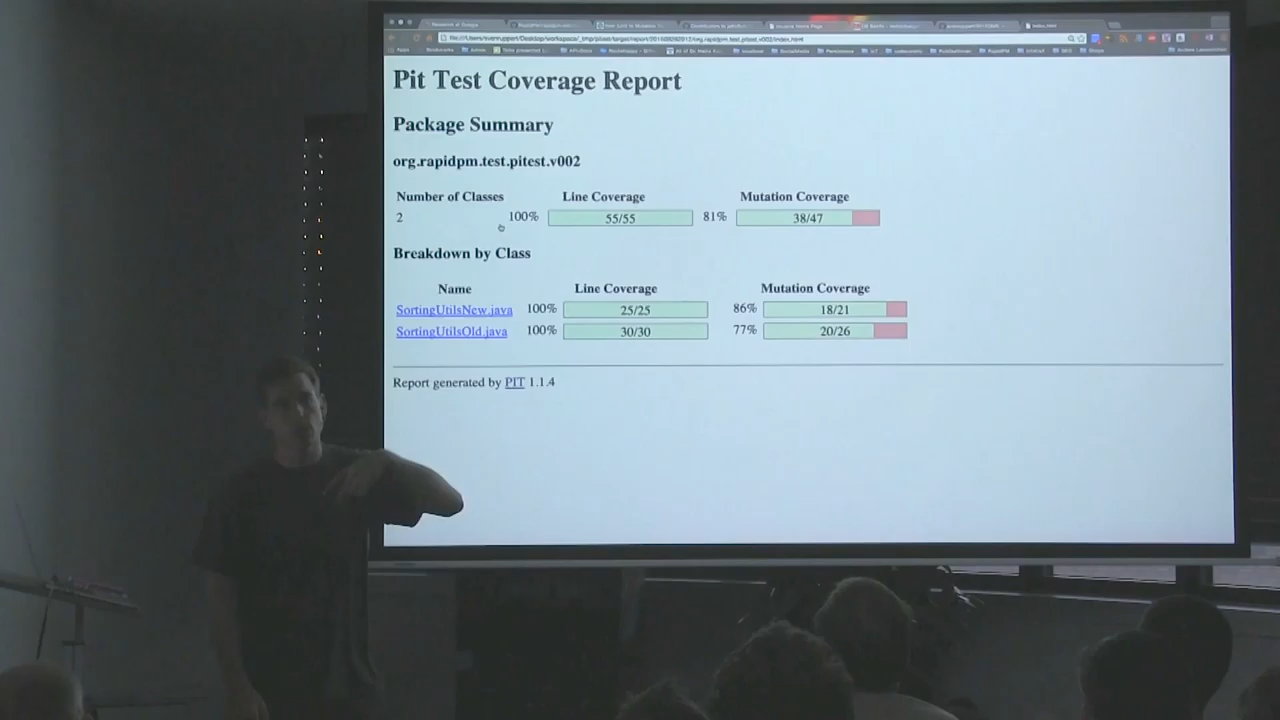 Pit Test Coverage Report
Package Summary
org.rapidpm.test.pitest.v002
Number of Classes Line Coverage Mutation Coverage
2 100% 55/55 81% 38/47
Breakdown by Class
Name Line Coverage Mutation Coverage
SortingUtilsNew.java 100% 25/25 86% 18/21
SortingUtilsOld.java 100% 30/30 77% 20/26
Report generated by PIT 1.1.4